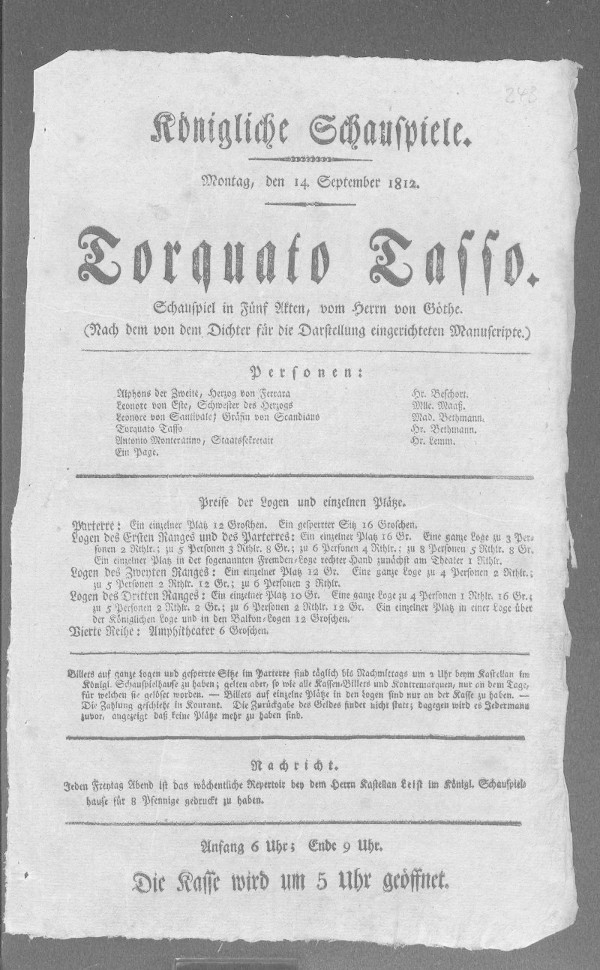 248
Königliche Schauspiele.
Montag, den 14. September 1812.
Torquato Tasso.
Schauspiel in Fünf Akten, vom Herrn von Göthe.
(Nach dem von dem Dichter für die Darstellung eingerichteten Manuscripte.)
Personen:
Alphons der Zweite, Herzog von Ferrara Hr. Beschort.
Leonore von Este, Schwester des Herzogs Mlle. Maaß.
Leonore von Sanvitale, Gräfin von Scandiano Mad. Bethmann.
Torquato Tasso Hr. Bethmann.
Antonio Montecatino, Staatssekretair Hr. Lemm.
Ein Page.
Preise der Logen und einzelnen Plätze.
Parterre: Ein einzelner Platz 12 Groschen. Ein gesperrter Sitz 16 Groschen.
Logen des Ersten Ranges und des Parterres: Ein einzelner Platz 16 Gr. Eine ganze Loge zu 3 Per-
sonen 2 Rthlr.; zu 5 Personen 3 Rthlr. 8 Gr.; zu 6 Personen 4 Rthlr.; zu 8 Personen 5 Rthlr. 8 Gr.
Ein einzelner Platz in der sogenannten Fremden-Loge rechter Hand zunächst am Theater 1 Rthlr.
Logen des Zweyten Ranges: Ein einzelner Platz 12 Gr. Eine ganze Loge zu 4 Personen 2 Rthlr.;
zu 5 Personen 2 Rthlr. 12 Gr.; zu 6 Personen 3 Rthlr.
Logen des Dritten Ranges: Ein einzelner Platz 10 Gr. Eine ganze Loge zu 4 Personen 1 Rthlr. 16 Gr.;
zu 5 Personen 2 Rthlr. 2 Gr.; zu 6 Personen 2 Rthlr. 12 Gr. Ein einzelner Platz in einer Loge über
der Königlichen Loge und in den Balkon-Logen 12 Groschen.
Vierte Reihe: Amphitheater 6 Groschen.
Billets auf ganze Logen und gesperrte Sitze im Parterre sind täglich bis Nachmittags um 2 Uhr beym Kastellan im
Königl. Schauspielhause zu haben; gelten aber, so wie alle Kassen-Billets und Kontremarquen, nur an dem Tage,
für welchen sie gelöset worden. — Billets auf einzelne Plätze in den Logen sind nur an der Kasse zu haben. —
Die Zahlung geschieht in Kourant. Die Zurückgabe des Geldes findet nicht statt; dagegen wird es Jedermann
zuvor, angezeigt daß keine Plätze mehr zu haben sind.
Nachricht.
Jeden Freytag Abend ist das wöchentliche Repertoir bey dem Herrn Kastellan Leist im Königl. Schauspiel-
hause für 8 Pfennige gedruckt zu haben.
Anfang 6 Uhr; Ende 9 Uhr.
Die Kasse wird um 5 Uhr geöffnet.